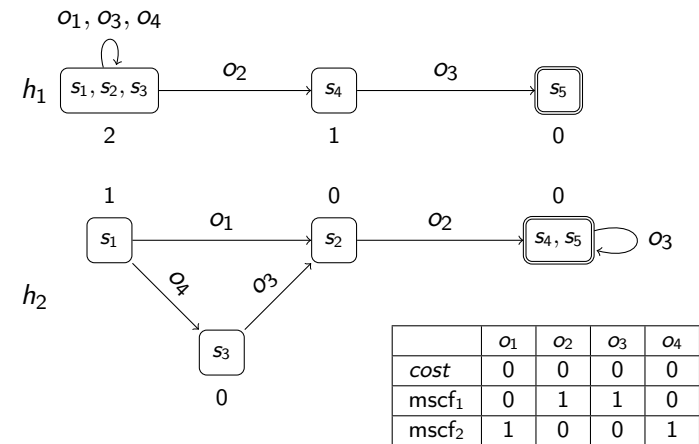 o₁, o₃, o₄
h₁ s₁, s₂, s₃ o₂ s₄ o₃ s₅
2 1 0
1 0 0
s₁ o₁ s₂ o₂ s₄, s₅ o₃
h₂ o₄ o₃
s₃
0
o₁ o₂ o₃ o₄
cost 0 0 0 0
mscf₁ 0 1 1 0
mscf₂ 1 0 0 1